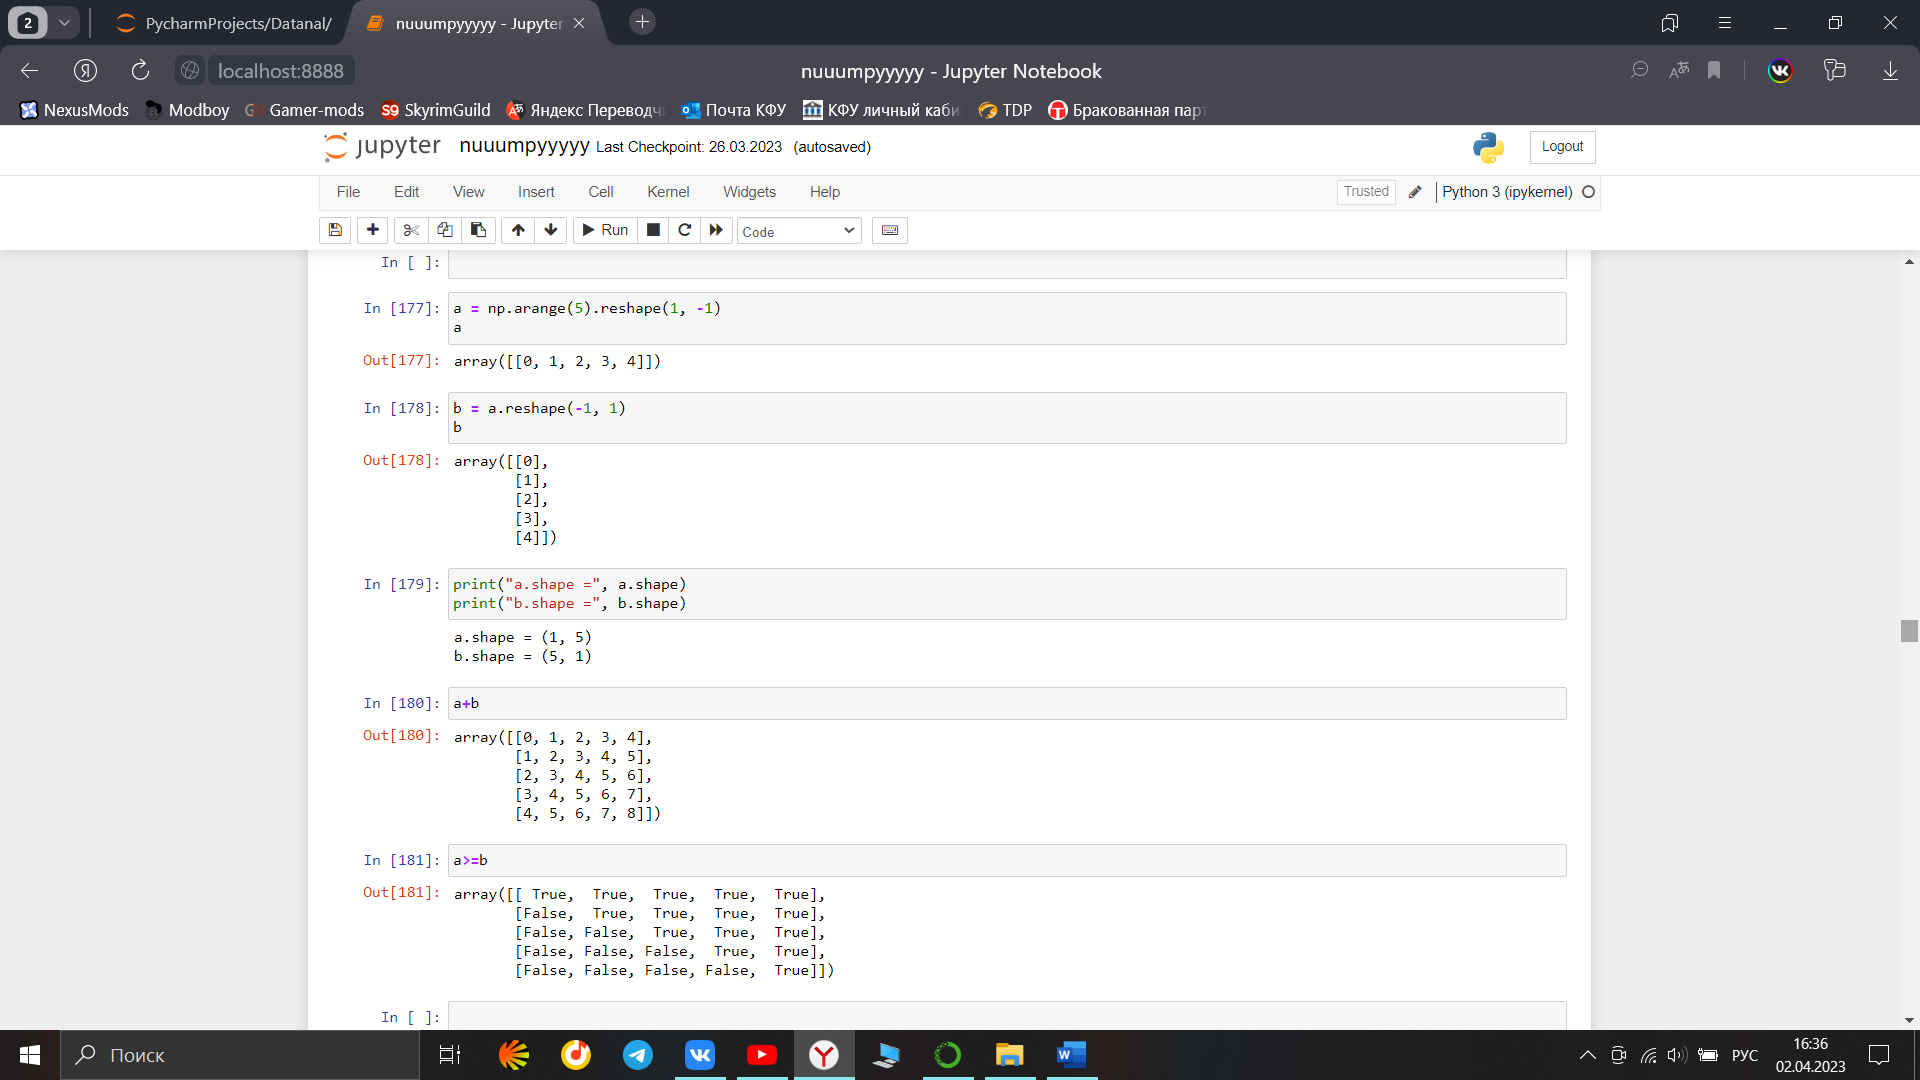 2
PycharmProjects/Datanal/
nuuumpyyyyy - Jupyter
localhost:8888
nuuumpyyyyy - Jupyter Notebook
NexusMods
Modboy
Gamer-mods
S9 SkyrimGuild
Яндекс Переводч
Почта КФУ
КФУ личный каби
TDP
Бракованная пар
jupyter nuuumpyyyyy Last Checkpoint: 26.03.2023 (autosaved)
Logout
File Edit View Insert Cell Kernel Widgets Help
Trusted
Python 3 (ipykernel)
Run
Code
In [ ]:
In [177]: a = np.arange(5).reshape(1, -1)
a
Out[177]: array([[0, 1, 2, 3, 4]])
In [178]: b = a.reshape(-1, 1)
b
Out[178]: array([[0],
[1],
[2],
[3],
[4]])
In [179]: print("a.shape =", a.shape)
print("b.shape =", b.shape)
a.shape = (1, 5)
b.shape = (5, 1)
In [180]: a+b
Out[180]: array([[0, 1, 2, 3, 4],
[1, 2, 3, 4, 5],
[2, 3, 4, 5, 6],
[3, 4, 5, 6, 7],
[4, 5, 6, 7, 8]])
In [181]: a>=b
Out[181]: array([[ True,  True,  True,  True,  True],
[False,  True,  True,  True,  True],
[False, False,  True,  True,  True],
[False, False, False,  True,  True],
[False, False, False, False,  True]])
In [ ]:
Поиск
РУС
16:36
02.04.2023